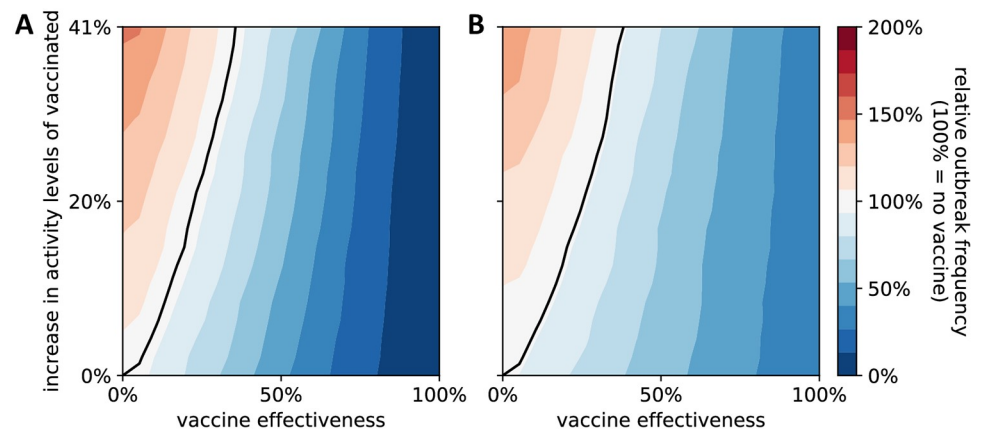 A
B
increase in activity levels of vaccinated
41%
20%
0%
0%
50%
100%
vaccine effectiveness
0%
50%
100%
vaccine effectiveness
200%
150%
100%
50%
0%
relative outbreak frequency
(100% = no vaccine)